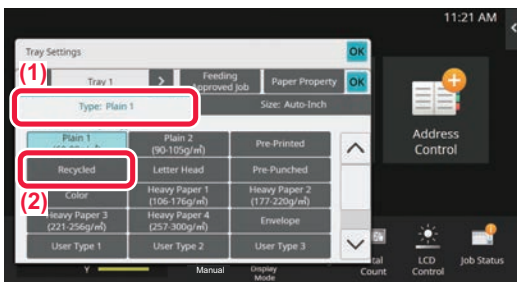 11:21 AM
Tray Settings
OK
(1)
Tray 1
>
Feeding
Approved Job
Paper Property
OK
Type: Plain 1
Size: Auto-Inch
Plain 1
Plain 2
(90-105g/㎡)
Pre-Printed
Recycled
Letter Head
Pre-Punched
(2)
Color
Heavy Paper 1
(106-176g/㎡)
Heavy Paper 2
(177-220g/㎡)
Heavy Paper 3
(221-256g/㎡)
Heavy Paper 4
(257-300g/㎡)
Envelope
User Type 1
User Type 2
User Type 3
Address
Control
Y
Manual
Display
Mode
Count
LCD
Control
Job Status